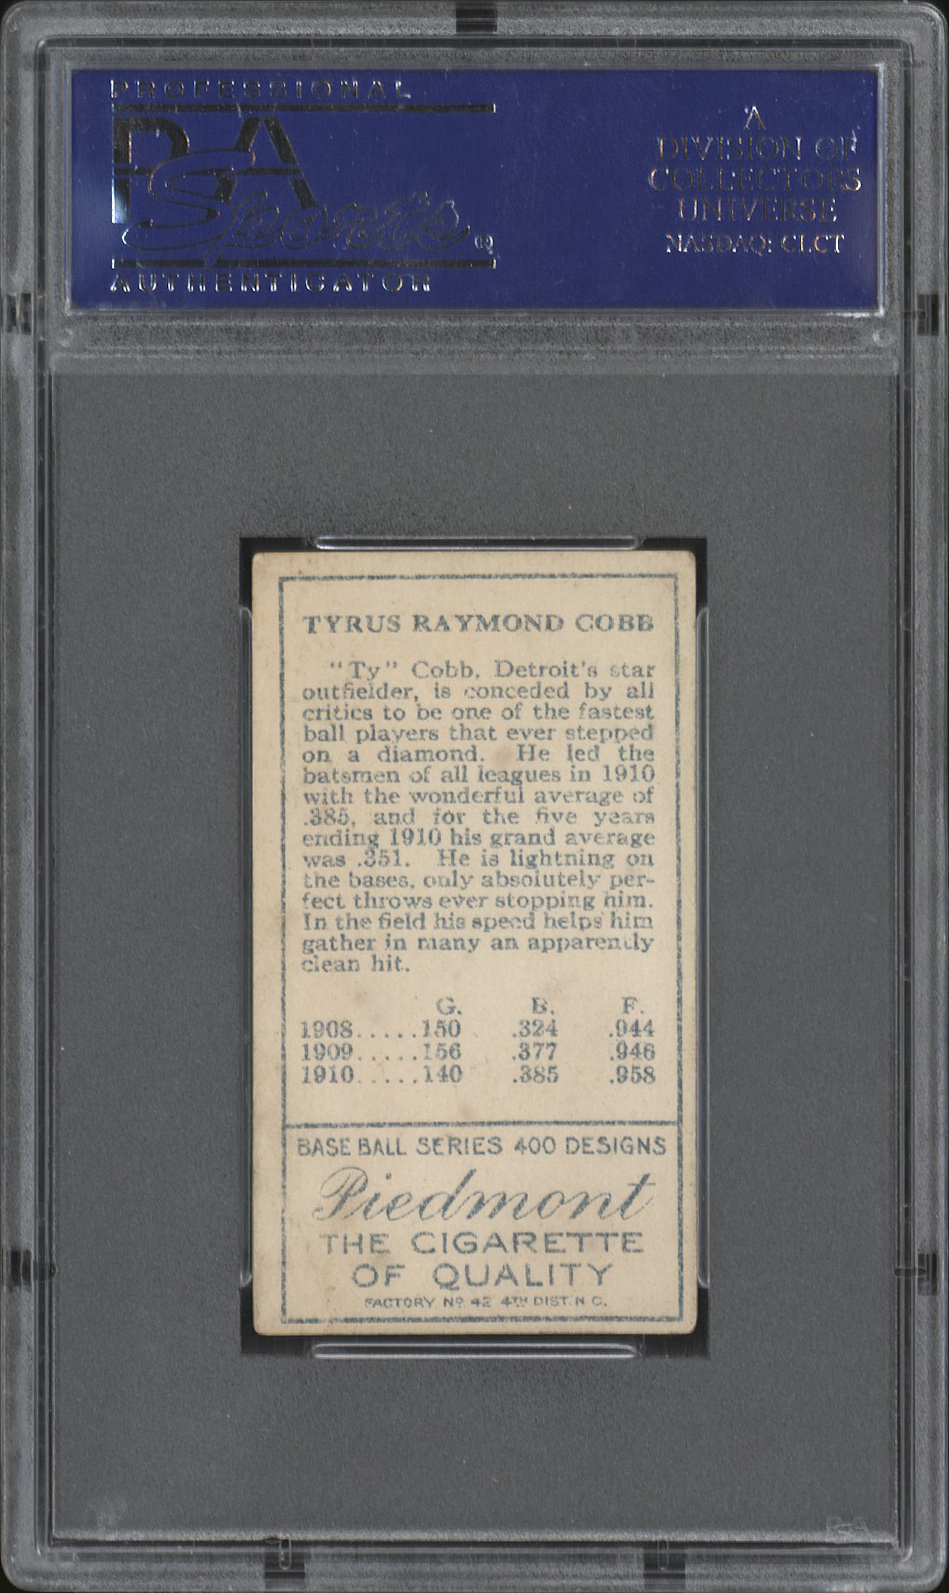 PROFESSIONAL
PSA
Sports
®
AUTHENTICATOR
A
DIVISION OF
COLLECTORS
UNIVERSE
NASDAQ: CLCT
TYRUS RAYMOND COBB
"Ty" Cobb, Detroit's star
outfielder, is conceded by all
critics to be one of the fastest
ball players that ever stepped
on a diamond. He led the
batsmen of all leagues in 1910
with the wonderful average of
.385, and for the five years
ending 1910 his grand average
was .351. He is lightning on
the bases, only absolutely per-
fect throws ever stopping him.
In the field his speed helps him
gather in many an apparently
clean hit.
G. B. F.
1908.....150 .324 .944
1909.....156 .377 .946
1910.....140 .385 .958
BASE BALL SERIES 400 DESIGNS
Piedmont
THE CIGARETTE
OF QUALITY
FACTORY No 42 4TH DIST. N.C.
PSA